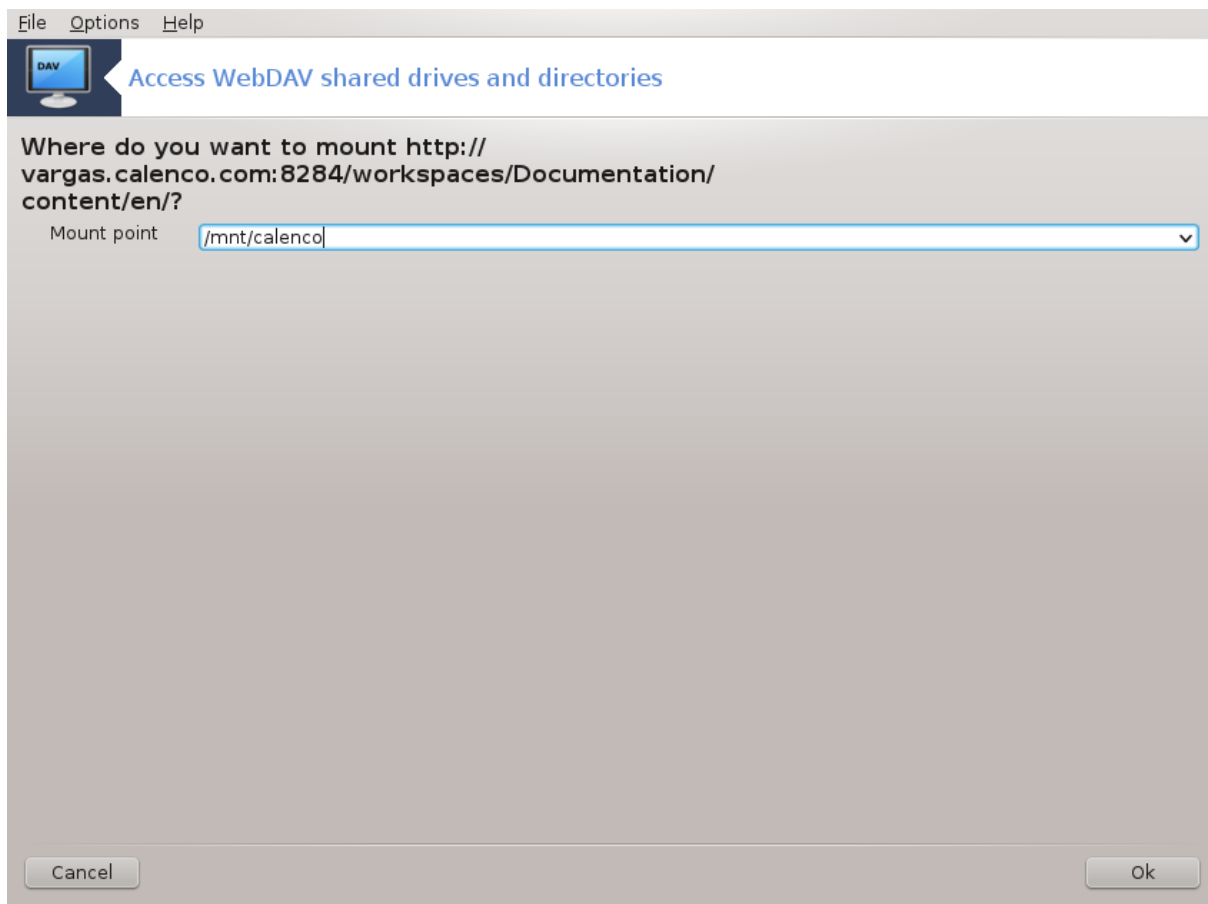 File Options Help
DAV
Access WebDAV shared drives and directories
Where do you want to mount http://
vargas.calenco.com:8284/workspaces/Documentation/
content/en/?
Mount point /mnt/calenco
Cancel Ok